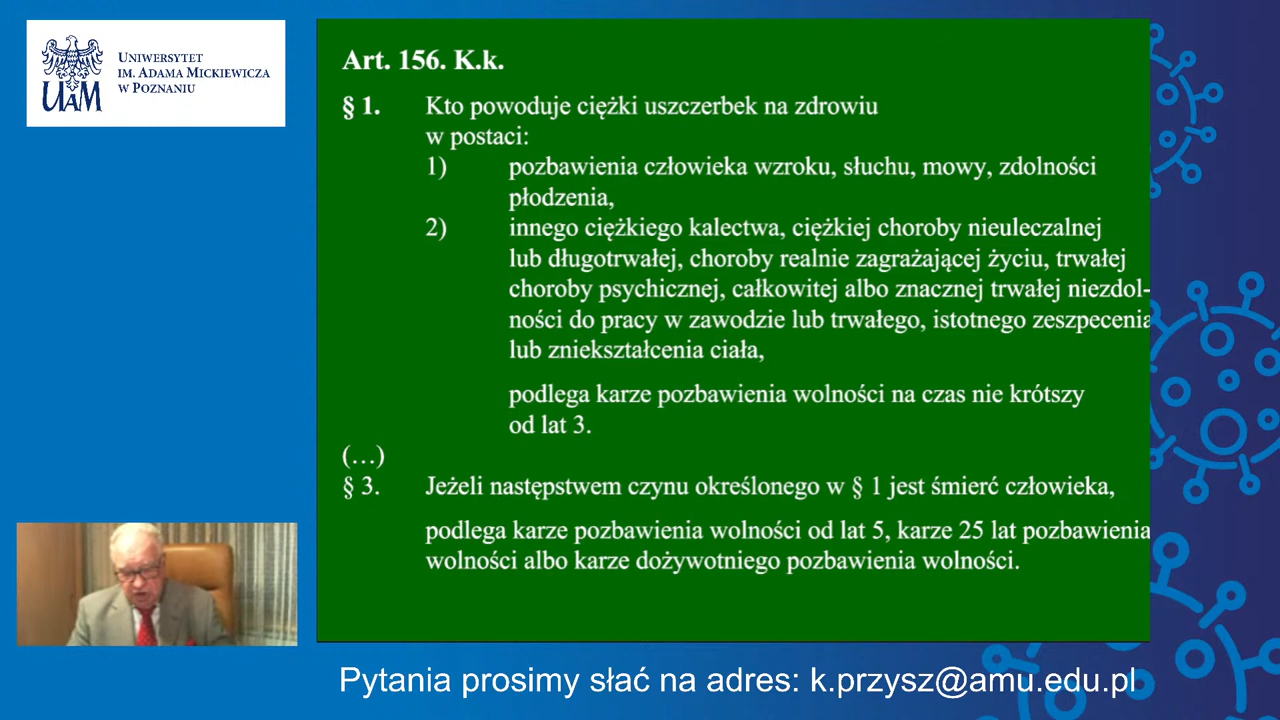 UNIWERSYTET
IM. ADAMA MICKIEWICZA
W POZNANIU
UAM
Art. 156. K.k.
§ 1. Kto powoduje ciężki uszczerbek na zdrowiu
w postaci:
1) pozbawienia człowieka wzroku, słuchu, mowy, zdolności
płodzenia,
2) innego ciężkiego kalectwa, ciężkiej choroby nieuleczalnej
lub długotrwałej, choroby realnie zagrażającej życiu, trwałej
choroby psychicznej, całkowitej albo znacznej trwałej niezdol-
ności do pracy w zawodzie lub trwałego, istotnego zeszpecenia
lub zniekształcenia ciała,
podlega karze pozbawienia wolności na czas nie krótszy
od lat 3.
(…)
§ 3. Jeżeli następstwem czynu określonego w § 1 jest śmierć człowieka,
podlega karze pozbawienia wolności od lat 5, karze 25 lat pozbawienia
wolności albo karze dożywotniego pozbawienia wolności.
Pytania prosimy słać na adres: k.przysz@amu.edu.pl